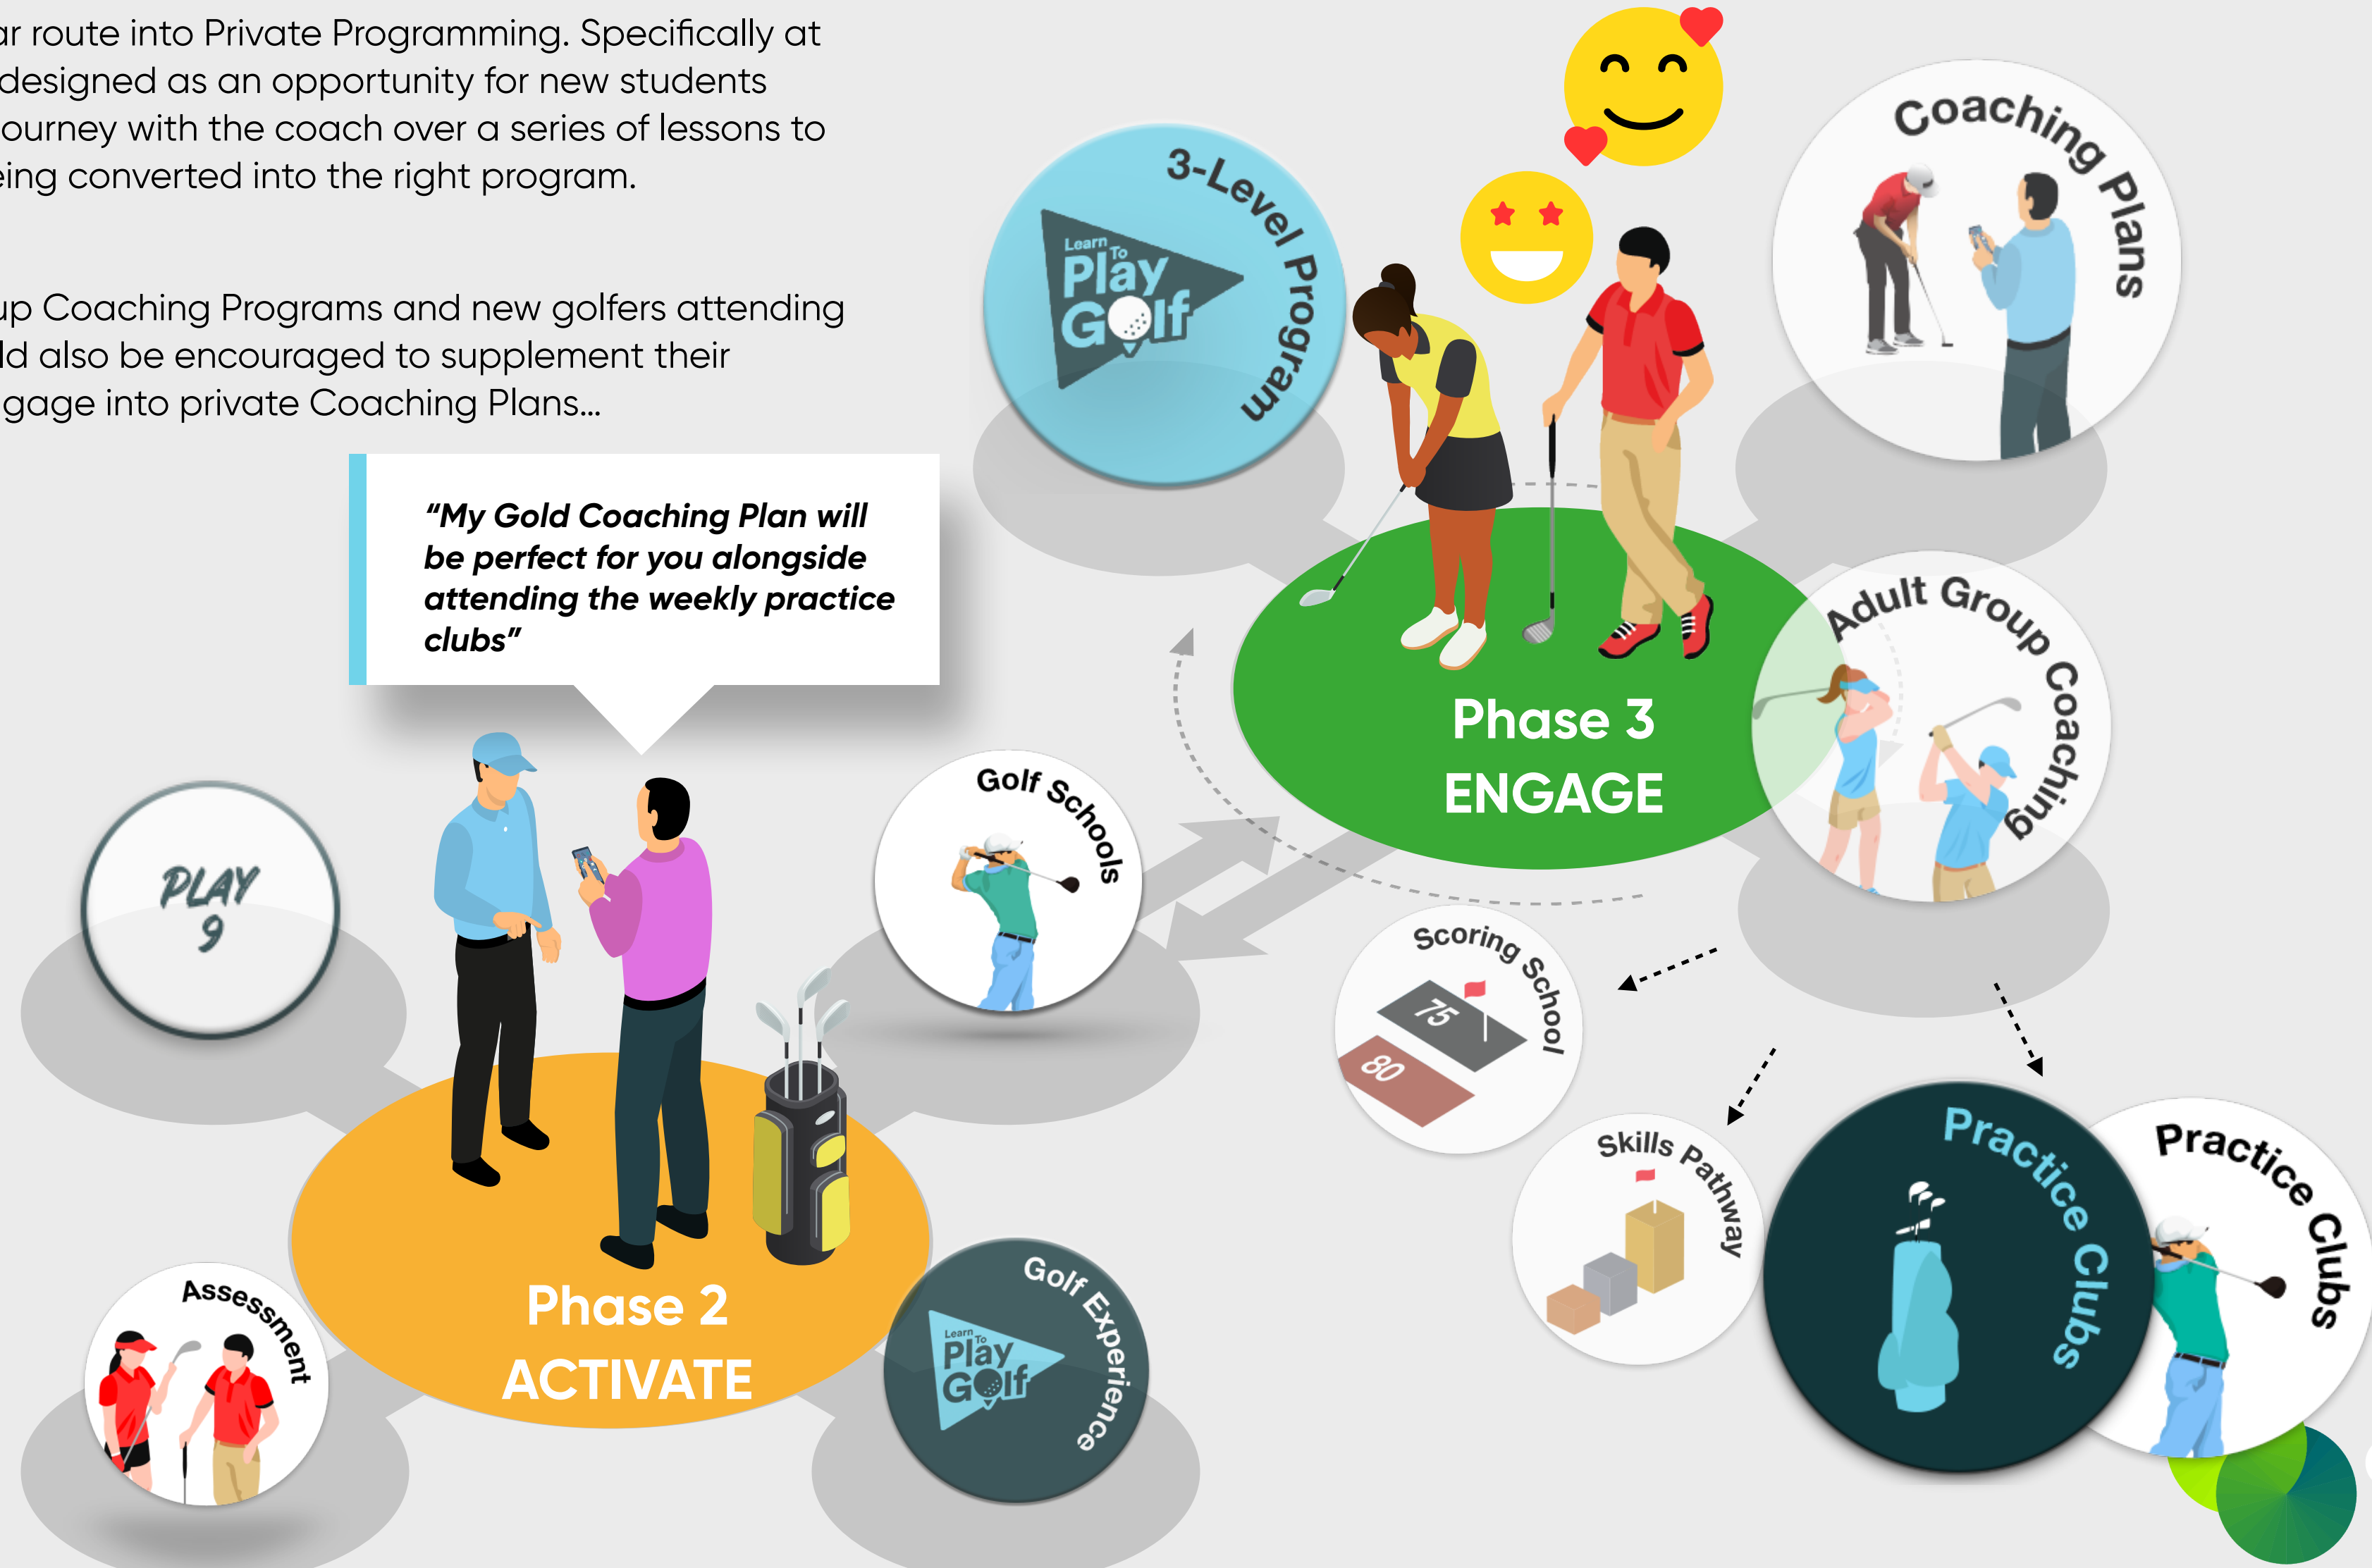 ar route into Private Programming. Specifically at
designed as an opportunity for new students
ourney with the coach over a series of lessons to
eing converted into the right program.
up Coaching Programs and new golfers attending
ld also be encouraged to supplement their
gage into private Coaching Plans...
“My Gold Coaching Plan will
be perfect for you alongside
attending the weekly practice
clubs”
3-Level Program
Learn To
Play
Golf
Coaching Plans
Phase 3
ENGAGE
Adult Group Coaching
PLAY
9
Golf Schools
Scoring School
75
80
Skills Pathway
Practice Clubs
Practice Clubs
Phase 2
ACTIVATE
Assessment
Golf Experience
Learn To
Play
Golf